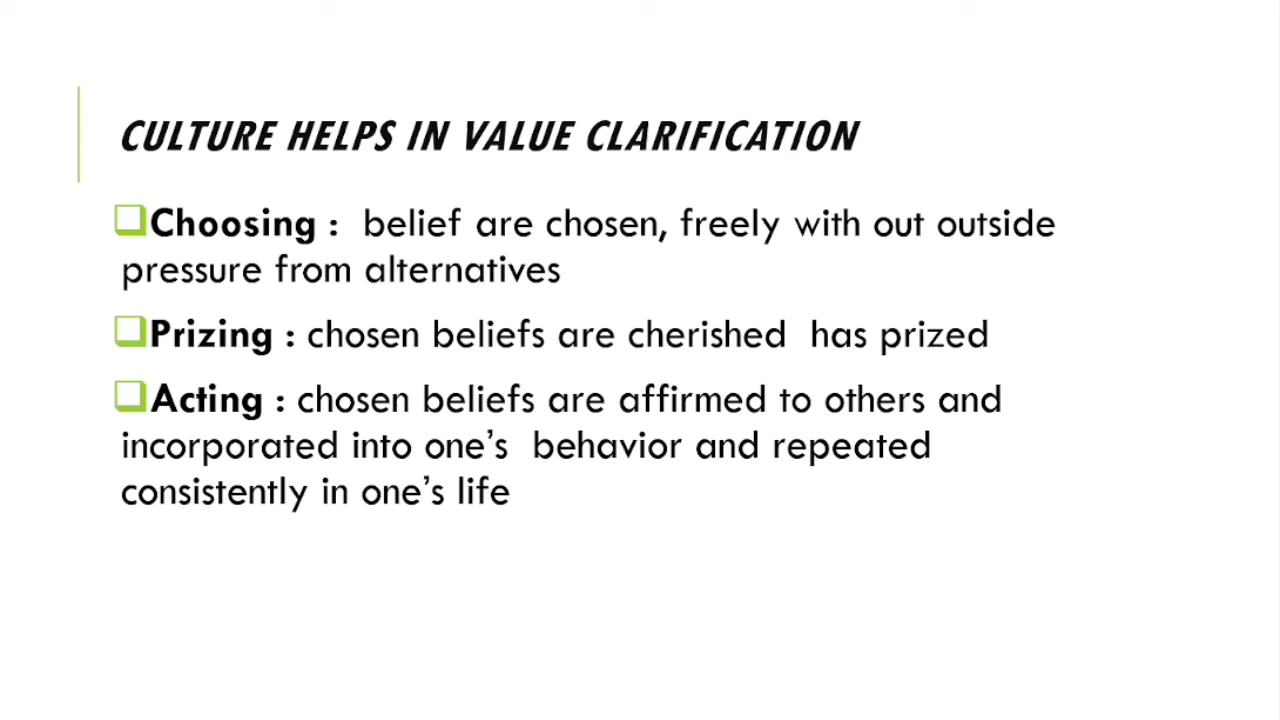 CULTURE HELPS IN VALUE CLARIFICATION
Choosing :  belief are chosen, freely with out outside
pressure from alternatives
Prizing : chosen beliefs are cherished  has prized
Acting : chosen beliefs are affirmed to others and
incorporated into one’s  behavior and repeated
consistently in one’s life